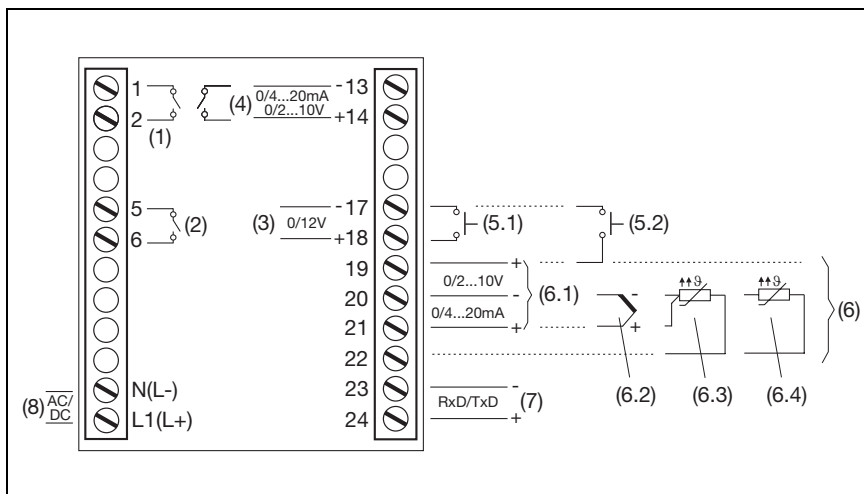 1 (4) 0/4...20mA - 13
2 (1) 0/2...10V + 14
5 (2) (3) 0/12V - 17 (5.1) (5.2)
6 + 18
19 + 0/2...10V
20 - (6.1) - (6)
21 0/4...20mA + +
22
↑↑ϑ ↑↑ϑ
(8) AC/DC N(L-) 23 RxD/TxD - (7) (6.2) (6.3) (6.4)
L1(L+) 24 +